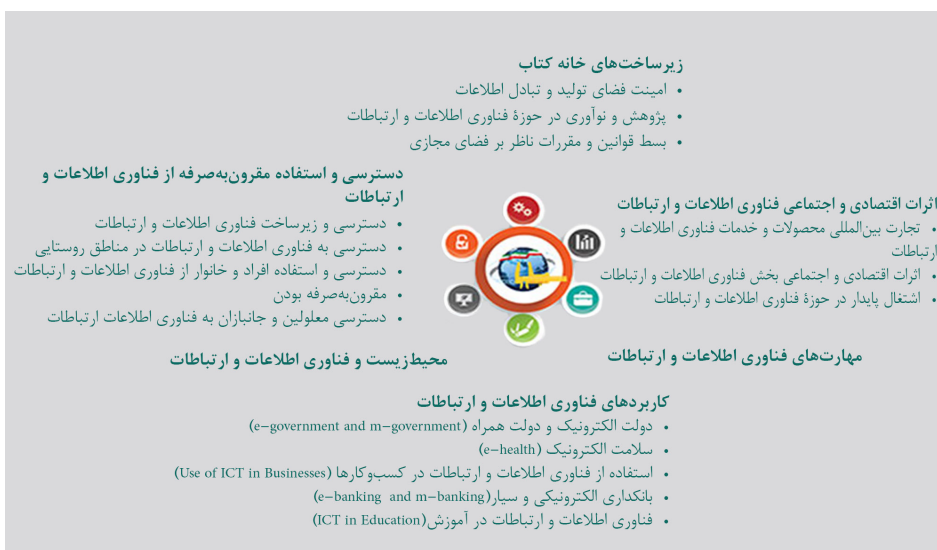 زیرساخت‌های خانه کتاب
• امینت فضای تولید و تبادل اطلاعات
• پژوهش و نوآوری در حوزهٔ فناوری اطلاعات و ارتباطات
• بسط قوانین و مقررات ناظر بر فضای مجازی
اثرات اقتصادی و اجتماعی فناوری اطلاعات و ارتباطات
• تجارت بین‌المللی محصولات و خدمات فناوری اطلاعات و
ارتباطات
• اثرات اقتصادی و اجتماعی بخش فناوری اطلاعات و ارتباطات
• اشتغال پایدار در حوزهٔ فناوری اطلاعات و ارتباطات
دسترسی و استفاده مقرون‌به‌صرفه از فناوری اطلاعات و
ارتباطات
• دسترسی و زیرساخت فناوری اطلاعات و ارتباطات
• دسترسی به فناوری اطلاعات و ارتباطات در مناطق روستایی
• دسترسی و استفاده افراد و خانوار از فناوری اطلاعات و ارتباطات
• مقرون‌به‌صرفه بودن
• دسترسی معلولین و جانبازان به فناوری اطلاعات ارتباطات
مهارت‌های فناوری اطلاعات و ارتباطات
محیط‌زیست و فناوری اطلاعات و ارتباطات
کاربردهای فناوری اطلاعات و ارتباطات
• دولت الکترونیک و دولت همراه (e-government and m-government)
• سلامت الکترونیک (e-health)
• استفاده از فناوری اطلاعات و ارتباطات در کسب‌وکارها (Use of ICT in Businesses)
• بانکداری الکترونیکی و سیار(e-banking and m-banking)
• فناوری اطلاعات و ارتباطات در آموزش(ICT in Education)